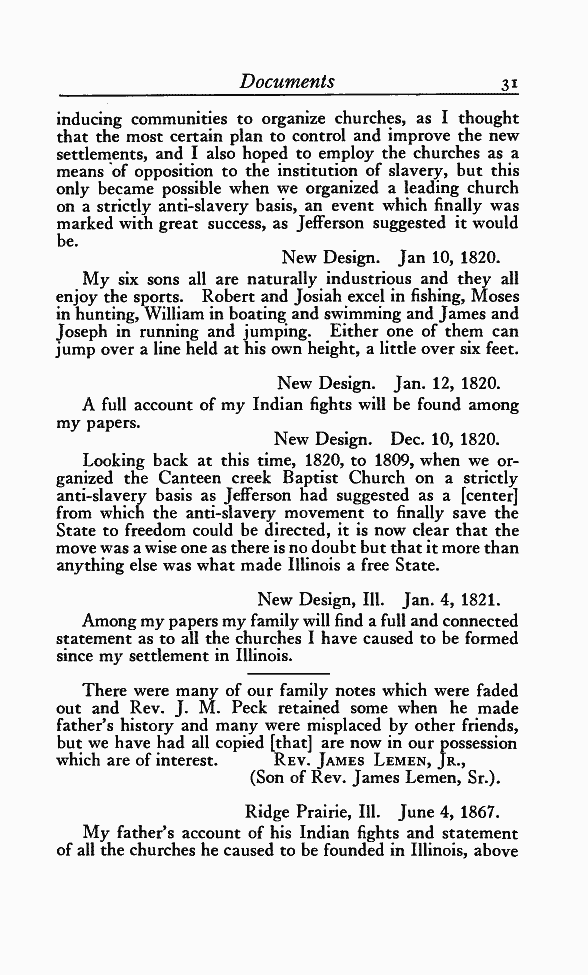 Documents 31
inducing communities to organize churches, as I thought
that the most certain plan to control and improve the new
settlements, and I also hoped to employ the churches as a
means of opposition to the institution of slavery, but this
only became possible when we organized a leading church
on a strictly anti-slavery basis, an event which finally was
marked with great success, as Jefferson suggested it would
be.
New Design. Jan 10, 1820.
My six sons all are naturally industrious and they all
enjoy the sports. Robert and Josiah excel in fishing, Moses
in hunting, William in boating and swimming and James and
Joseph in running and jumping. Either one of them can
jump over a line held at his own height, a little over six feet.
New Design. Jan. 12, 1820.
A full account of my Indian fights will be found among
my papers.
New Design. Dec. 10, 1820.
Looking back at this time, 1820, to 1809, when we or-
ganized the Canteen creek Baptist Church on a strictly
anti-slavery basis as Jefferson had suggested as a [center]
from which the anti-slavery movement to finally save the
State to freedom could be directed, it is now clear that the
move was a wise one as there is no doubt but that it more than
anything else was what made Illinois a free State.
New Design, Ill. Jan. 4, 1821.
Among my papers my family will find a full and connected
statement as to all the churches I have caused to be formed
since my settlement in Illinois.
There were many of our family notes which were faded
out and Rev. J. M. Peck retained some when he made
father's history and many were misplaced by other friends,
but we have had all copied [that] are now in our possession
which are of interest. Rev. James Lemen, Jr.,
(Son of Rev. James Lemen, Sr.).
Ridge Prairie, Ill. June 4, 1867.
My father's account of his Indian fights and statement
of all the churches he caused to be founded in Illinois, above